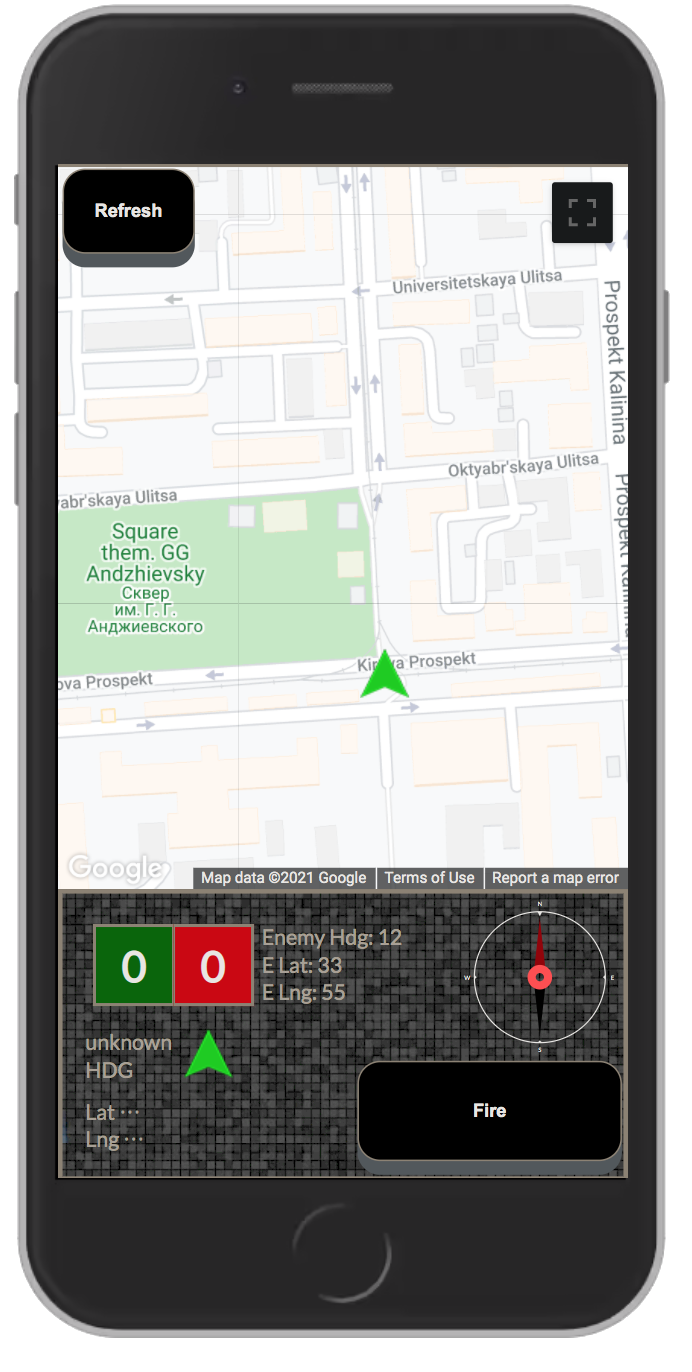 Refresh
Universitetskaya Ulitsa
Prospekt Kalinina
Oktyabr'skaya Ulitsa
yabr'skaya Ulitsa
Prospekt Kalinina
Square
them. GG
Andzhievsky
Сквер
им. Г. Г.
Анджиевского
Kirova Prospekt
ova Prospekt
Google
Map data ©2021 Google
Terms of Use
Report a map error
0
0
Enemy Hdg: 12
E Lat: 33
E Lng: 55
N
W
E
S
unknown
HDG
Lat ···
Lng ···
Fire